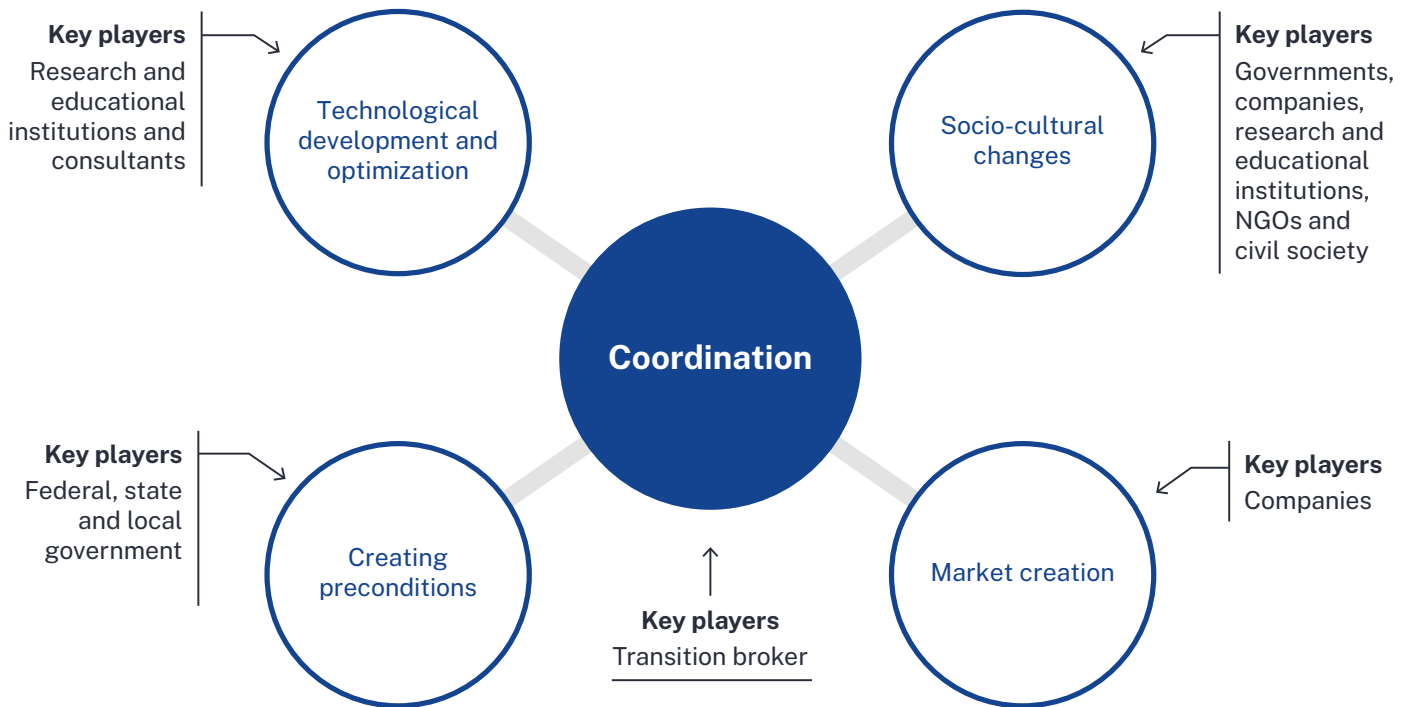 Key players
Research and
educational
institutions and
consultants
Technological
development and
optimization
Socio-cultural
changes
Key players
Governments,
companies,
research and
educational
institutions,
NGOs and
civil society
Coordination
Key players
Federal, state
and local
government
Creating
preconditions
Key players
Transition broker
Market creation
Key players
Companies